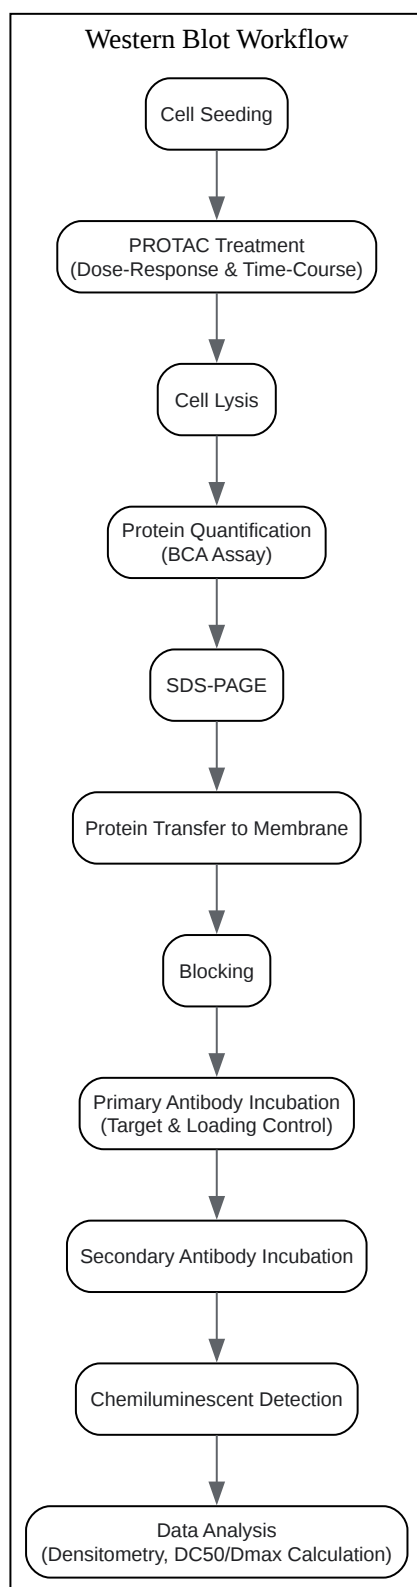 Western Blot Workflow
Cell Seeding
PROTAC Treatment
(Dose-Response & Time-Course)
Cell Lysis
Protein Quantification
(BCA Assay)
SDS-PAGE
Protein Transfer to Membrane
Blocking
Primary Antibody Incubation
(Target & Loading Control)
Secondary Antibody Incubation
Chemiluminescent Detection
Data Analysis
(Densitometry, DC50/Dmax Calculation)